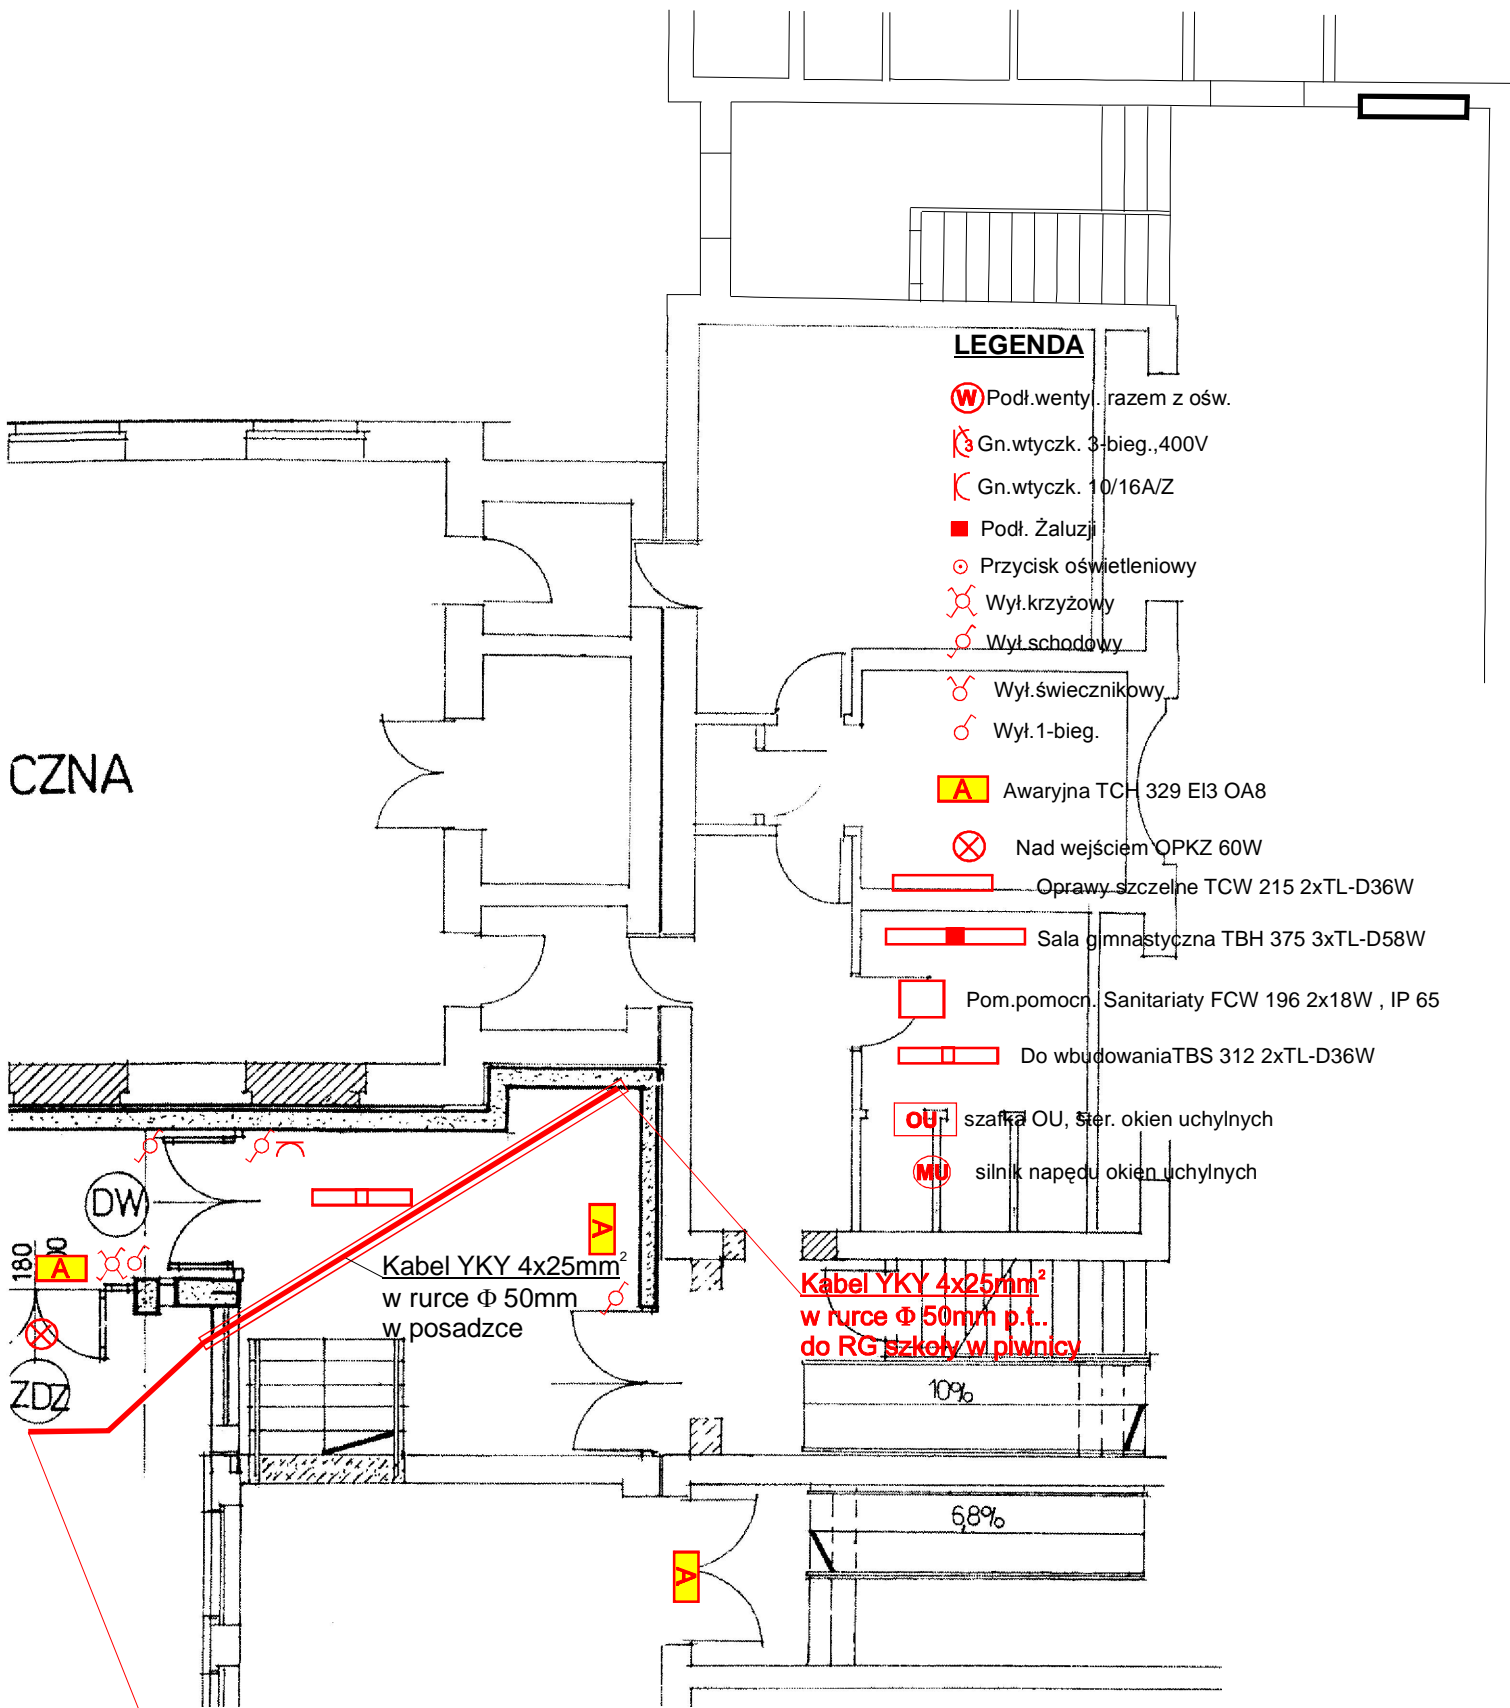 LEGENDA
W Podł.wentyl. razem z ośw.
3 Gn.wtyczk. 3-bieg.,400V
Gn.wtyczk. 10/16A/Z
Podł. Żaluzji
Przycisk oświetleniowy
Wył.krzyżowy
Wył.schodowy
Wył.świecznikowy
Wył.1-bieg.
A Awaryjna TCH 329 EI3 OA8
Nad wejściem OPKZ 60W
Oprawy szczelne TCW 215 2xTL-D36W
Sala gimnastyczna TBH 375 3xTL-D58W
Pom.pomocn. Sanitariaty FCW 196 2x18W , IP 65
Do wbudowaniaTBS 312 2xTL-D36W
OU szafka OU, ster. okien uchylnych
MU silnik napędu okien uchylnych
CZNA
DW
180
A
A
Kabel YKY 4x25mm²
w rurce Φ 50mm
w posadzce
Kabel YKY 4x25mm²
w rurce Φ 50mm p.t..
do RG szkoły w piwnicy
ZDZ
10%
6,8%
A